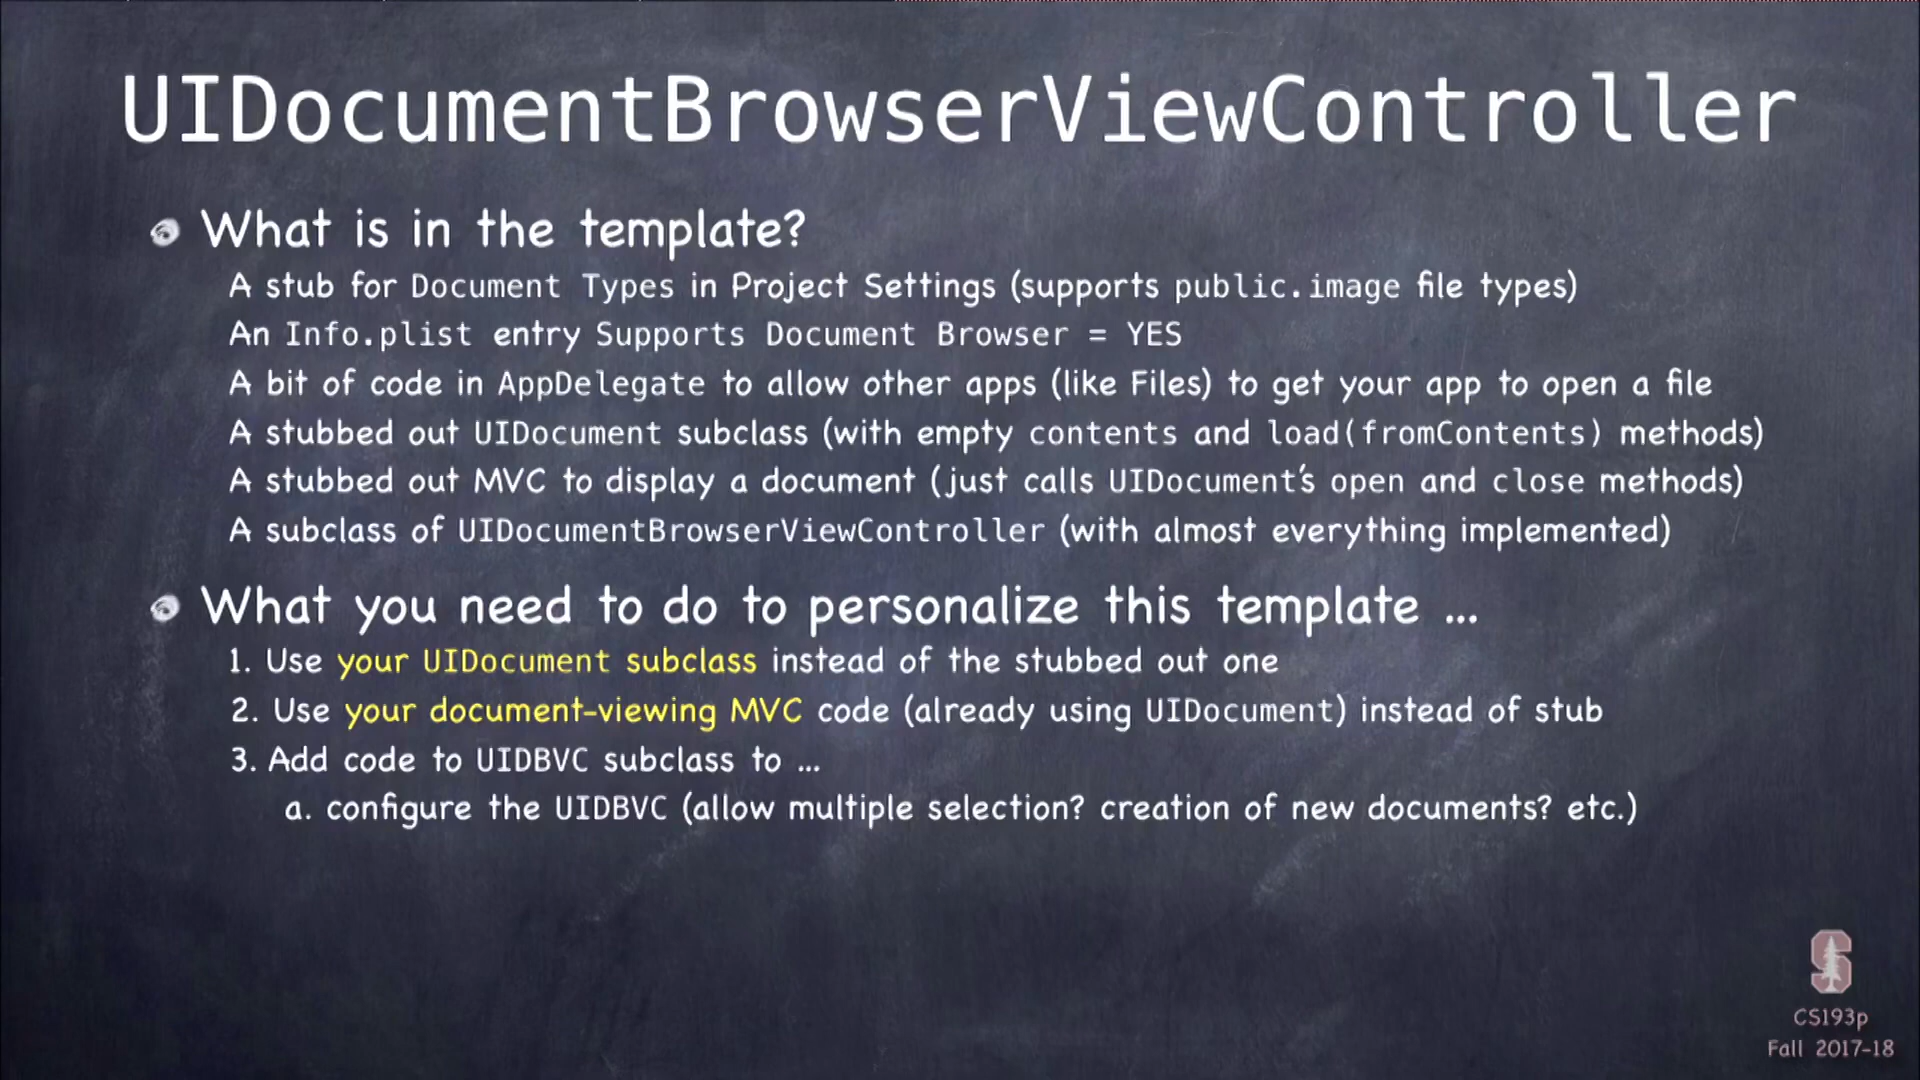 UIDocumentBrowserViewController
What is in the template?
A stub for Document Types in Project Settings (supports public.image file types)
An Info.plist entry Supports Document Browser = YES
A bit of code in AppDelegate to allow other apps (like Files) to get your app to open a file
A stubbed out UIDocument subclass (with empty contents and load(fromContents) methods)
A stubbed out MVC to display a document (just calls UIDocument's open and close methods)
A subclass of UIDocumentBrowserViewController (with almost everything implemented)
What you need to do to personalize this template ...
1. Use your UIDocument subclass instead of the stubbed out one
2. Use your document-viewing MVC code (already using UIDocument) instead of stub
3. Add code to UIDBVC subclass to ...
a. configure the UIDBVC (allow multiple selection? creation of new documents? etc.)
CS193p
Fall 2017-18